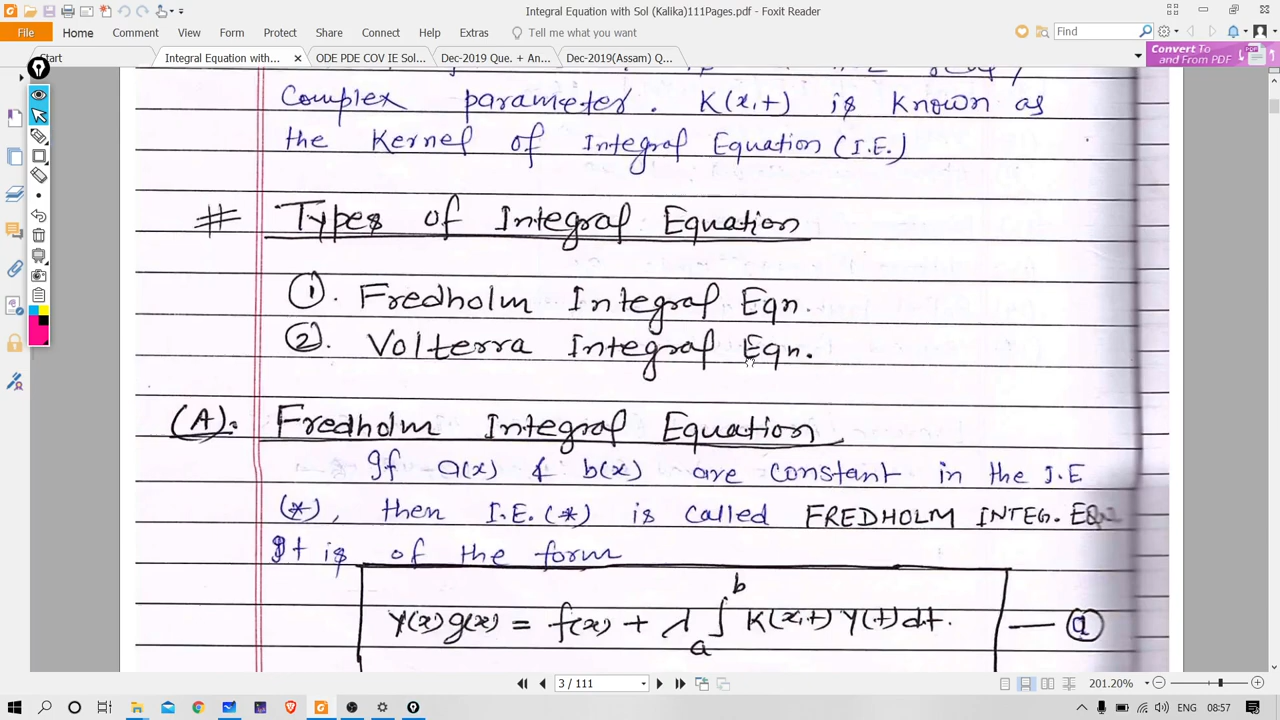 Integral Equation with Sol (Kalika)111Pages.pdf - Foxit Reader
File Home Comment View Form Protect Share Connect Help Extras Tell me what you want... Find
Start Integral Equation with... ODE PDE COV IE Sol... Dec-2019 Que. + An... Dec-2019(Assam) Q... Convert To and From PDF
Complex parameter. K(x,t) is known as
the Kernel of Integral Equation (I.E.)
# Types of Integral Equation
①. Fredholm Integral Eqn.
②. Volterra Integral Eqn.
(A). Fredholm Integral Equation
If a(x) & b(x) are constant in the I.E
(*), then I.E.(*) is called FREDHOLM INTEG. EQN
It is of the form
y(x)g(x) = f(x) + λ ∫_a^b K(x,t) y(t)dt. — ①
3 / 111 201.20%
ENG 08:57